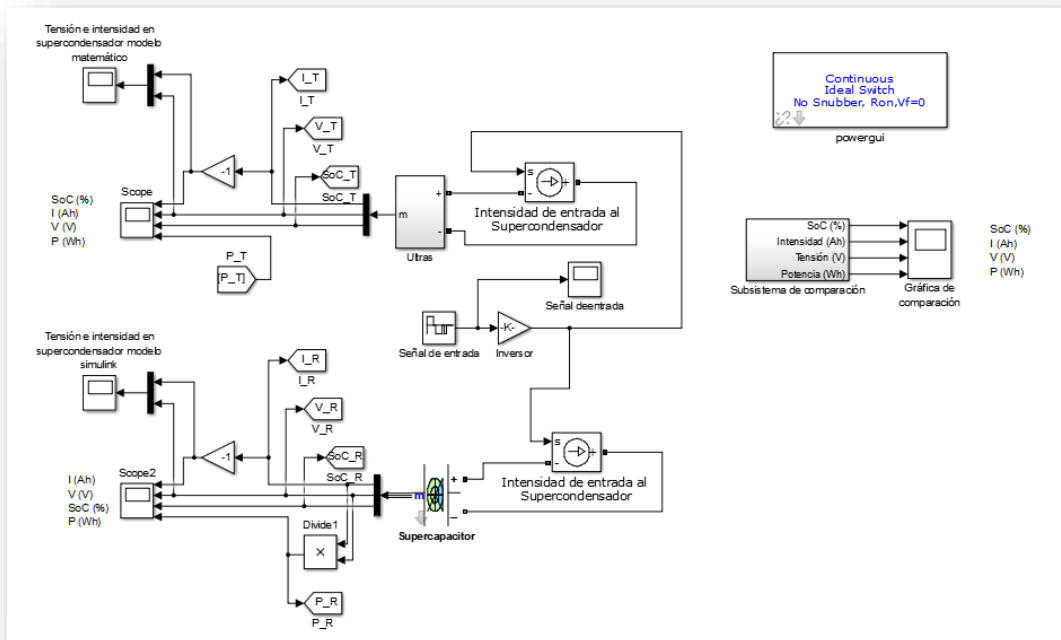 Tensión e intensidad en
supercondensador modelo
matemático
I_T
I_T
V_T
V_T
SoC_T
SoC_T
-1
Scope
SoC (%)
I (Ah)
V (V)
P (Wh)
P_T
[P_T]
m
+
-
Ultras
s
-
+
Intensidad de entrada al
Supercondensador
Continuous
Ideal Switch
No Snubber, Ron,Vf=0
powergui
SoC (%)
Intensidad (Ah)
Tensión (V)
Potencia (Wh)
Subsistema de comparación
Gráfica de
comparación
SoC (%)
I (Ah)
V (V)
P (Wh)
Señal deentrada
Señal de entrada
-K-
Inversor
Tensión e intensidad en
supercondensador modelo
simulink
I_R
I_R
V_R
V_R
SoC_R
SoC_R
-1
Scope2
I (Ah)
V (V)
SoC (%)
P (Wh)
Divide1
×
P_R
P_R
m
+
–
Supercapacitor
s
-
+
Intensidad de entrada al
Supercondensador